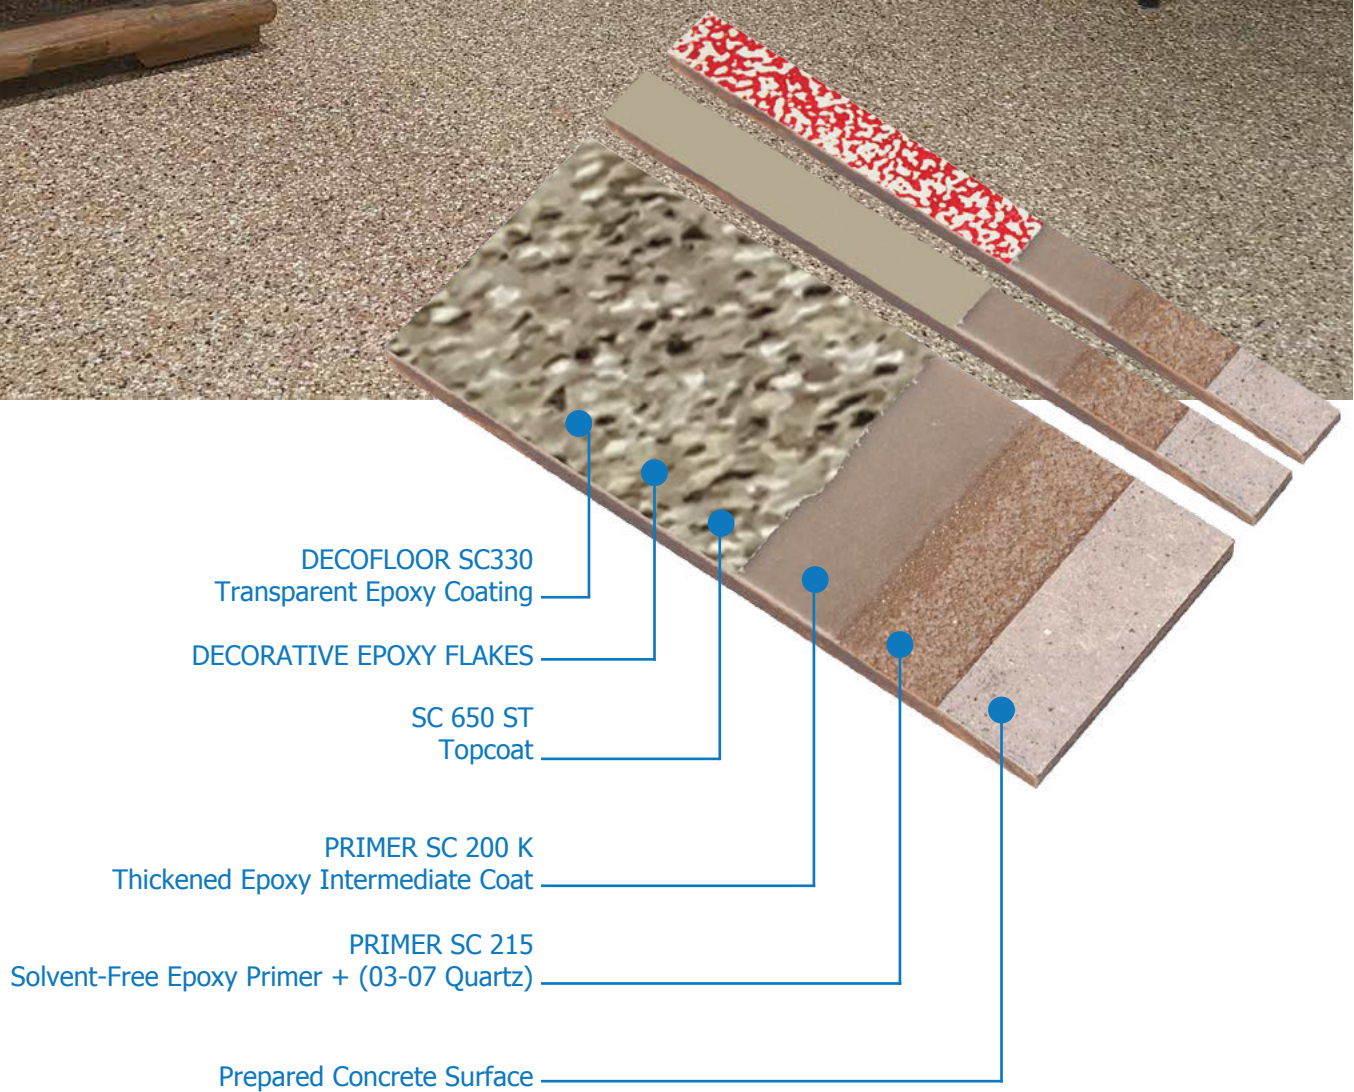 DECOFLOOR SC330
Transparent Epoxy Coating
DECORATIVE EPOXY FLAKES
SC 650 ST
Topcoat
PRIMER SC 200 K
Thickened Epoxy Intermediate Coat
PRIMER SC 215
Solvent-Free Epoxy Primer + (03-07 Quartz)
Prepared Concrete Surface